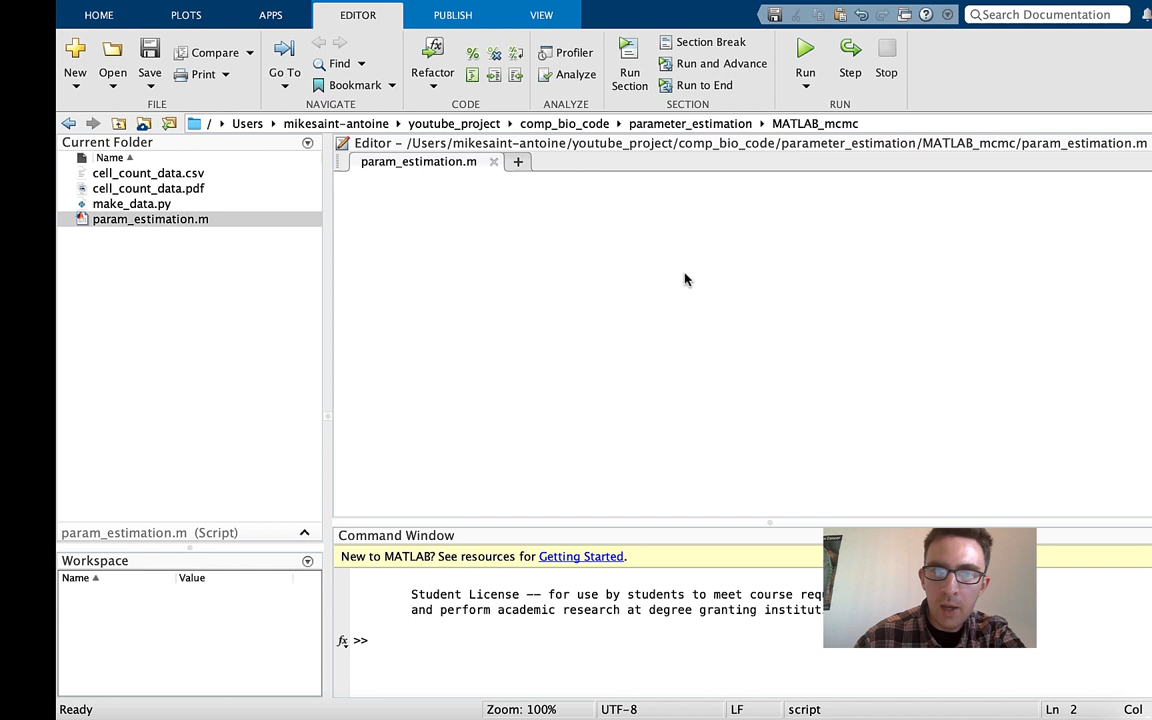 HOME PLOTS APPS EDITOR PUBLISH VIEW Search Documentation
New Open Save Compare Print
FILE
Go To Find Bookmark
NAVIGATE
Refactor
CODE
Profiler
Analyze
ANALYZE
Run Section
Section Break
Run and Advance
Run to End
SECTION
Run Step Stop
RUN
/ Users mikesaint-antoine youtube_project comp_bio_code parameter_estimation MATLAB_mcmc
Current Folder
Name
cell_count_data.csv
cell_count_data.pdf
make_data.py
param_estimation.m
param_estimation.m (Script)
Workspace
Name Value
Editor - /Users/mikesaint-antoine/youtube_project/comp_bio_code/parameter_estimation/MATLAB_mcmc/param_estimation.m
param_estimation.m
Command Window
New to MATLAB? See resources for Getting Started.
Student License -- for use by students to meet course
and perform academic research at degree granting
fx >>
Ready Zoom: 100% UTF-8 LF script Ln 2 Col